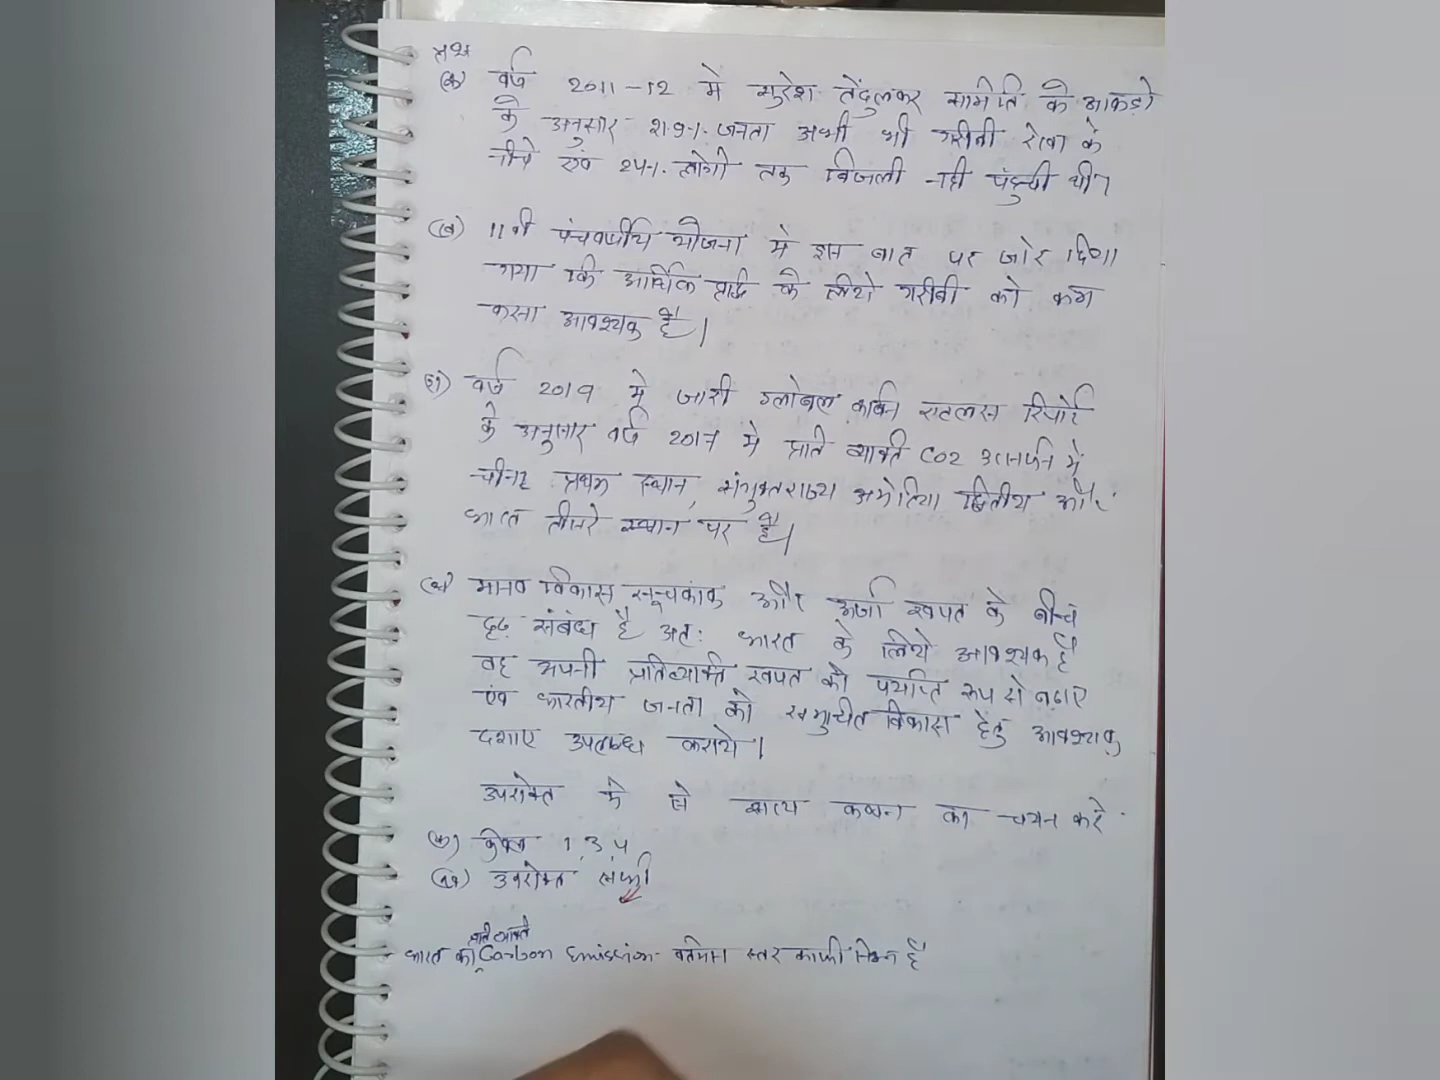 तथ्य
(क) वर्ष 2011-12 मे सुरेश तेंदुलकर समिति के आकड़ो
के अनुसार 21.9%. जनता अभी भी गरीबी रेखा के
नीचे एंव 25%. लोगो तक बिजली नही पंहुची थी।
(ब) 11वी पंचवर्षीय योजना मे इस बात पर जोर दिया
गया कि आर्थिक वृद्धि के लिये गरीबी को कम
करना आवश्यक है।
वर्ष 2019 मे जारी ग्लोबल कार्बन एटलस रिपोर्ट
के अनुसार वर्ष 2017 मे प्रति व्यक्ति CO2 उत्सर्जन में
चीन प्रथम स्थान, संयुक्तराज्य अमेरिका द्वितीय और
भारत तीसरे स्थान पर है।
मानव विकास सूचकांक और ऊर्जा खपत के बीच
दृढ संबंध है अत: भारत के लिये आवश्यक है
वह अपनी प्रतिव्यक्ति खपत को पर्याप्त रूप से बढाए
एंव भारतीय जनता को समुचीत विकास हेतु आवश्यक
दशाए उपलब्ध कराये।
उपरोक्त मे से सत्य कथन का चयन करे
(क) केवल 1,3,4
(ख) उपरोक्त सभी
प्रति व्यक्ति
- भारत का Carbon Emission वर्तमान स्तर काफी निम्न है